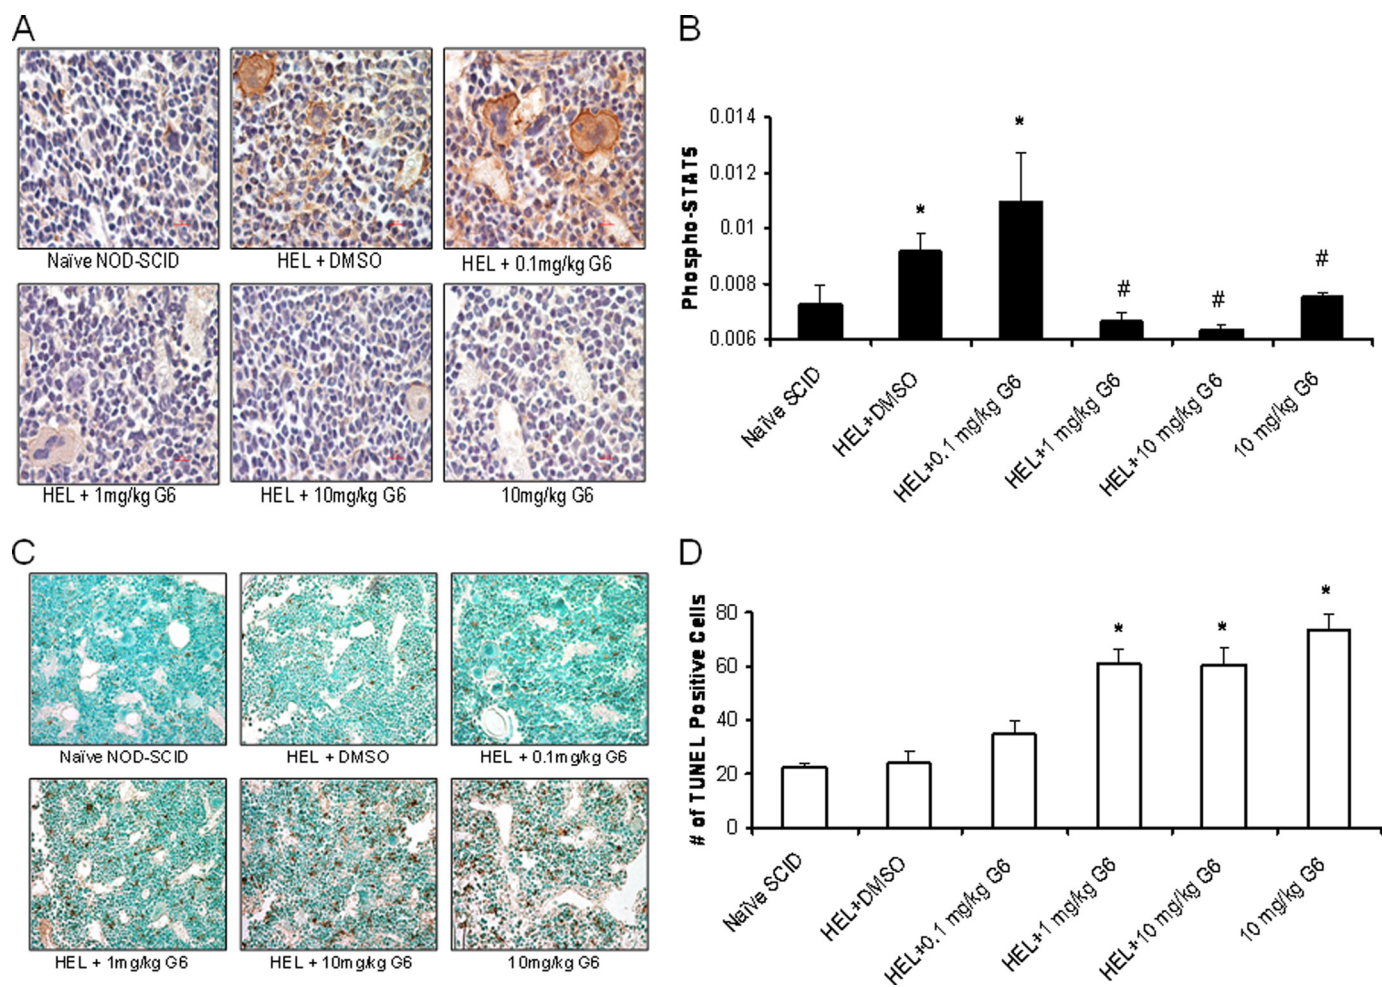 A
Naïve NOD-SCID
HEL + DMSO
HEL + 0.1mg/kg G6
HEL + 1mg/kg G6
HEL + 10mg/kg G6
10mg/kg G6
B
Phospho-STAT5
0.014
0.012
0.01
0.008
0.006
*
*
#
#
#
Naïve SCID
HEL+DMSO
HEL+0.1 mg/kg G6
HEL+1 mg/kg G6
HEL+10 mg/kg G6
10 mg/kg G6
C
Naïve NOD-SCID
HEL + DMSO
HEL + 0.1mg/kg G6
HEL + 1mg/kg G6
HEL + 10mg/kg G6
10mg/kg G6
D
# of TUNEL Positive Cells
80
60
40
20
0
*
*
*
Naïve SCID
HEL+DMSO
HEL+0.1 mg/kg G6
HEL+1 mg/kg G6
HEL+10 mg/kg G6
10 mg/kg G6